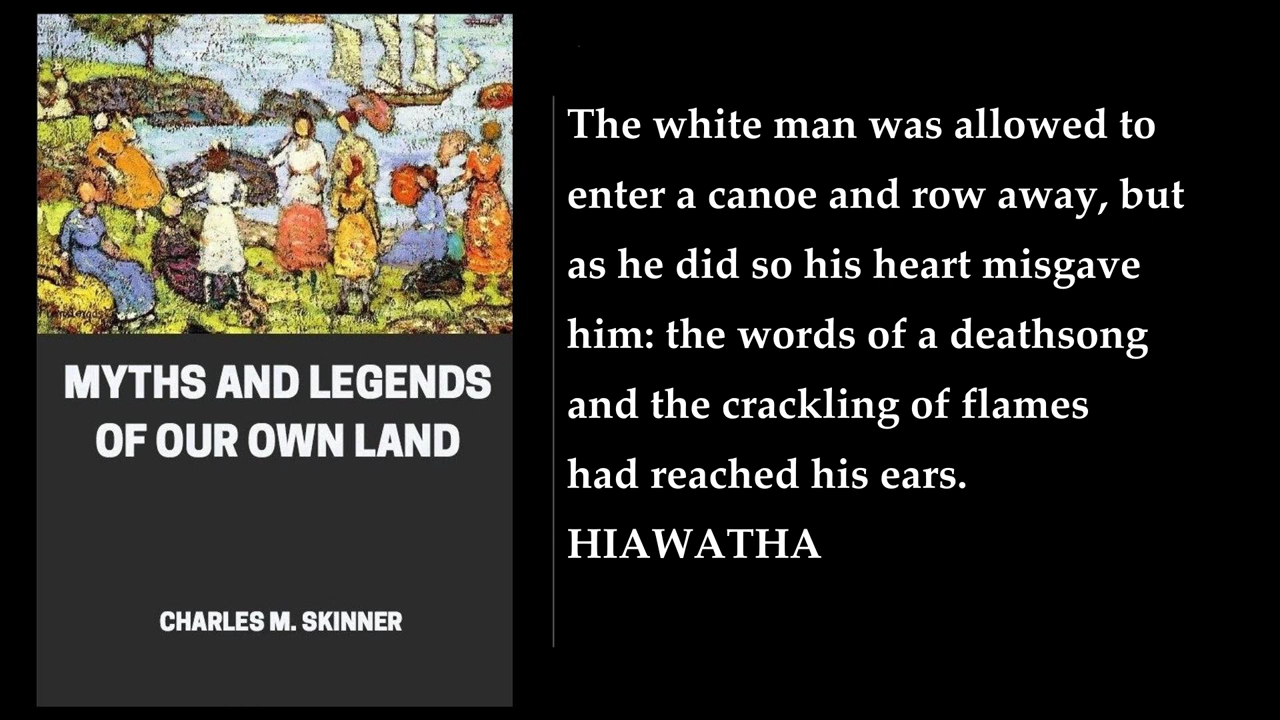 MYTHS AND LEGENDS
OF OUR OWN LAND
CHARLES M. SKINNER
The white man was allowed to
enter a canoe and row away, but
as he did so his heart misgave
him: the words of a deathsong
and the crackling of flames
had reached his ears.
HIAWATHA